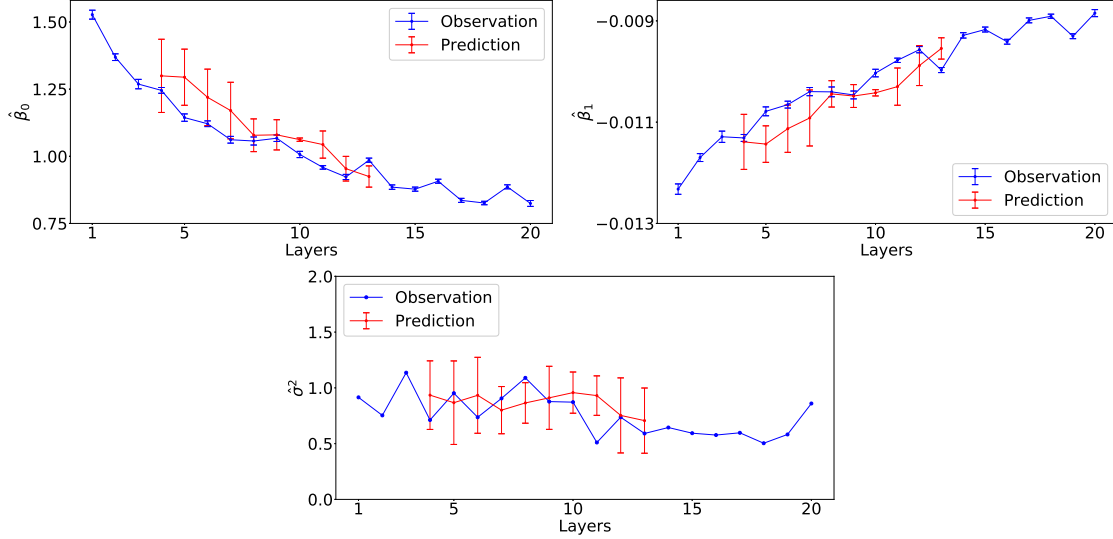 1.50
1.25
1.00
0.75
β̂₀
1
5
10
15
20
Layers
Observation
Prediction
−0.009
−0.011
−0.013
β̂₁
1
5
10
15
20
Layers
Observation
Prediction
2.0
1.5
1.0
0.5
0.0
σ̂²
1
5
10
15
20
Layers
Observation
Prediction